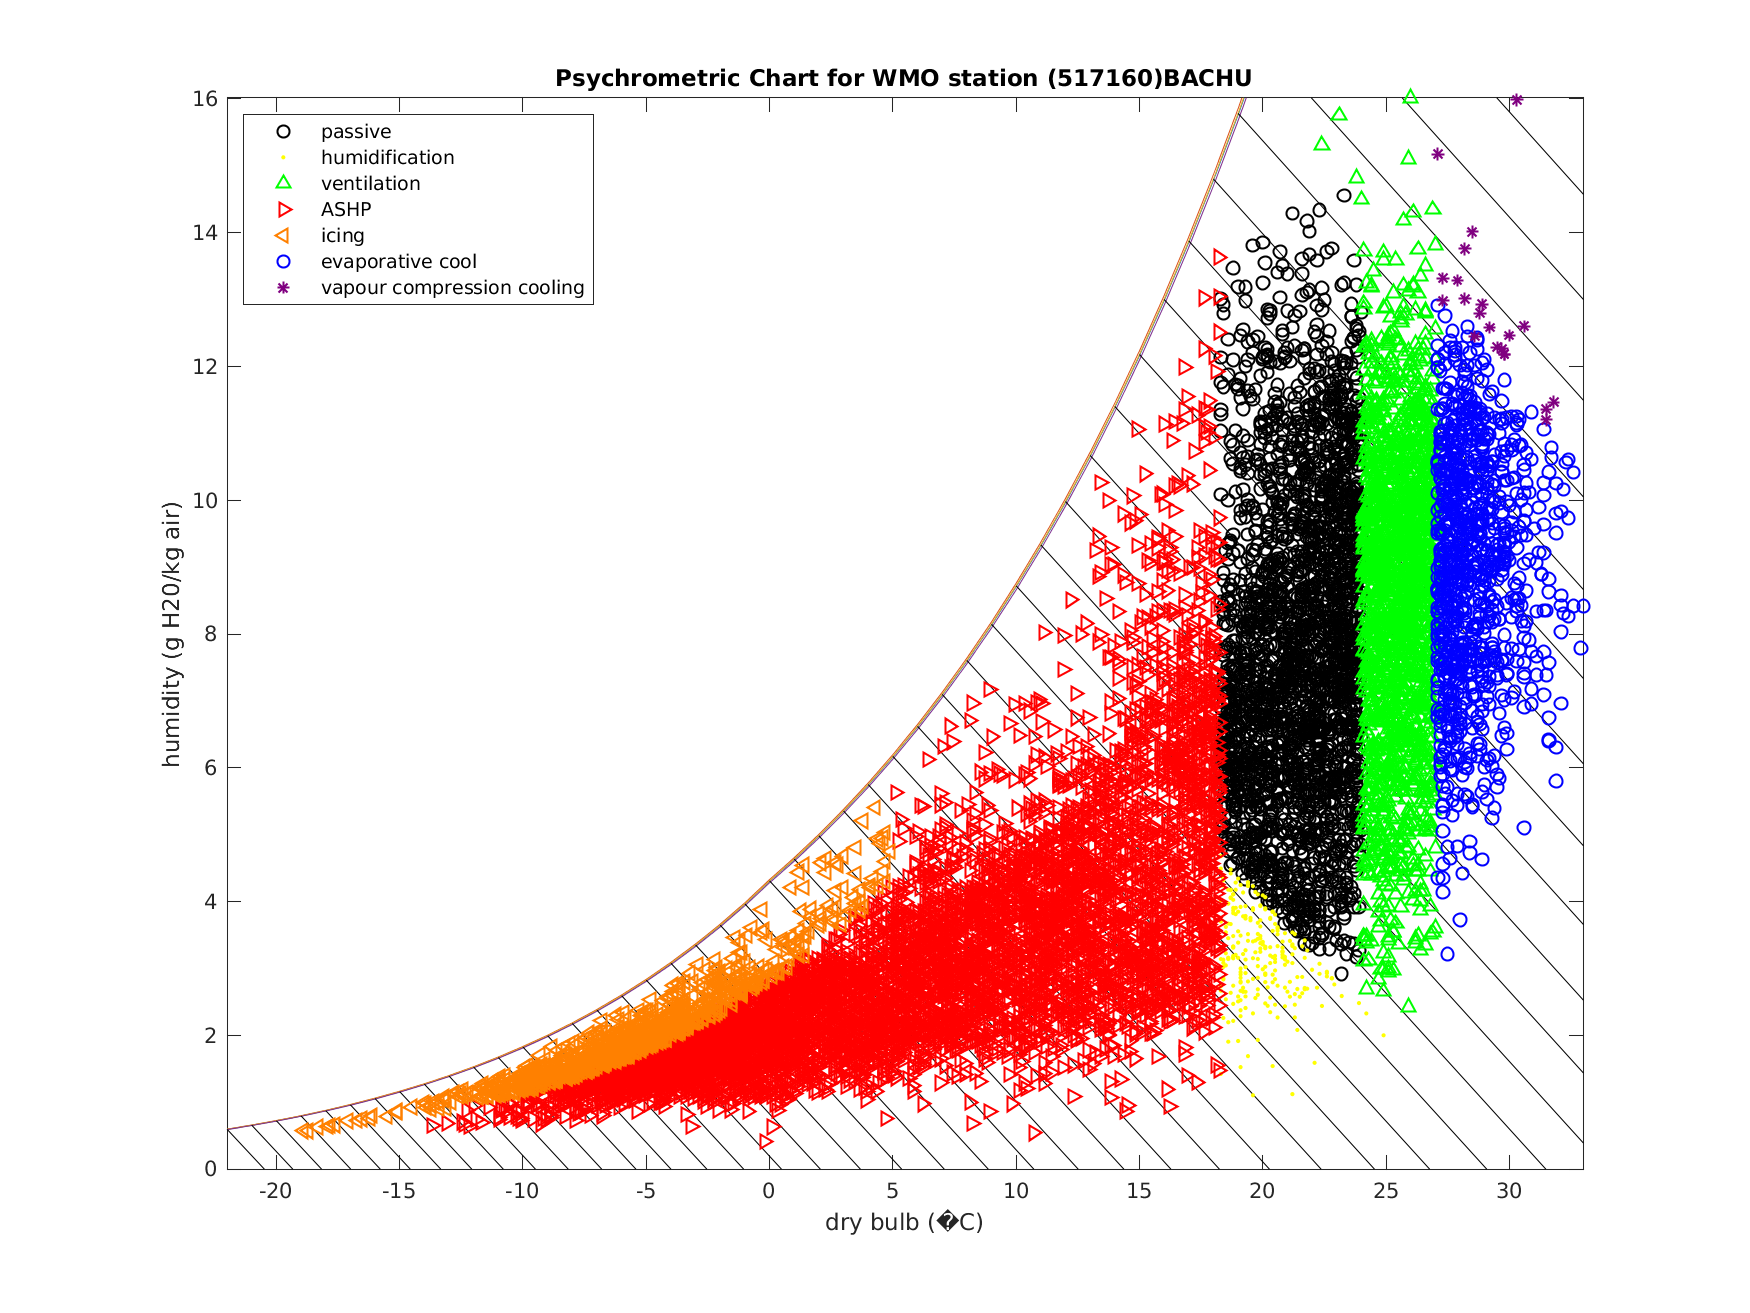 Psychrometric Chart for WMO station (517160)BACHU
16
14
12
10
8
6
4
2
0
humidity (g H20/kg air)
passive
humidification
ventilation
ASHP
icing
evaporative cool
vapour compression cooling
-20 -15 -10 -5 0 5 10 15 20 25 30
dry bulb (�C)